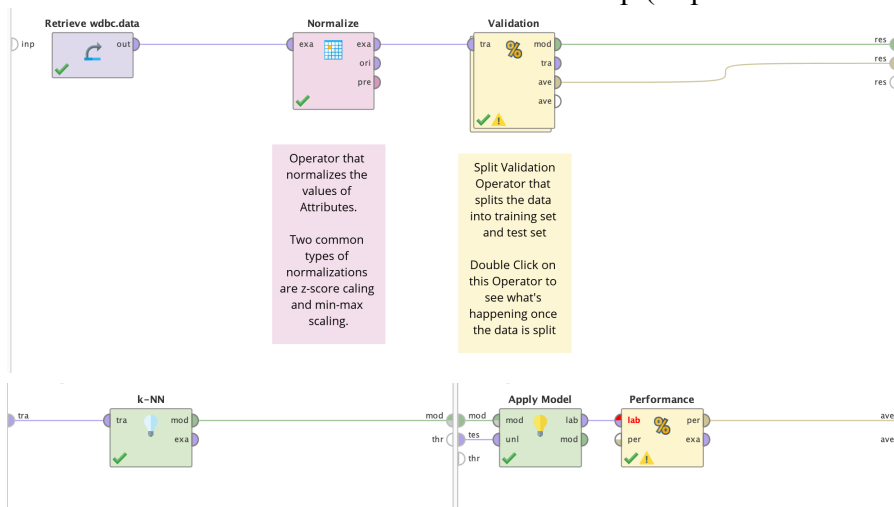 Retrieve wdbc.data
Normalize
Validation
inp
out
exa
exa
ori
pre
tra
mod
tra
ave
ave
res
res
res
Operator that
normalizes the
values of
Attributes.
Two common
types of
normalizations
are z-score caling
and min-max
scaling.
Split Validation
Operator that
splits the data
into training set
and test set
Double Click on
this Operator to
see what's
happening once
the data is split
k-NN
tra
tra
mod
exa
mod
thr
Apply Model
Performance
mod
tes
thr
mod
unl
lab
mod
lab
per
per
exa
ave
ave